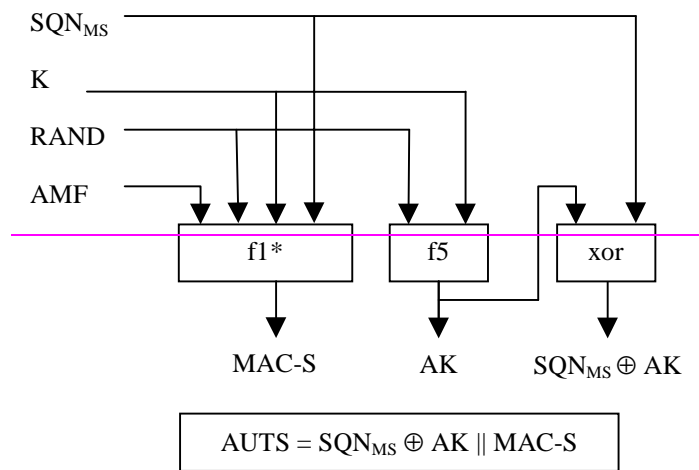 SQN_MS
K
RAND
AMF
f1* f5 xor
MAC-S AK SQN_MS ⊕ AK
AUTS = SQN_MS ⊕ AK || MAC-S